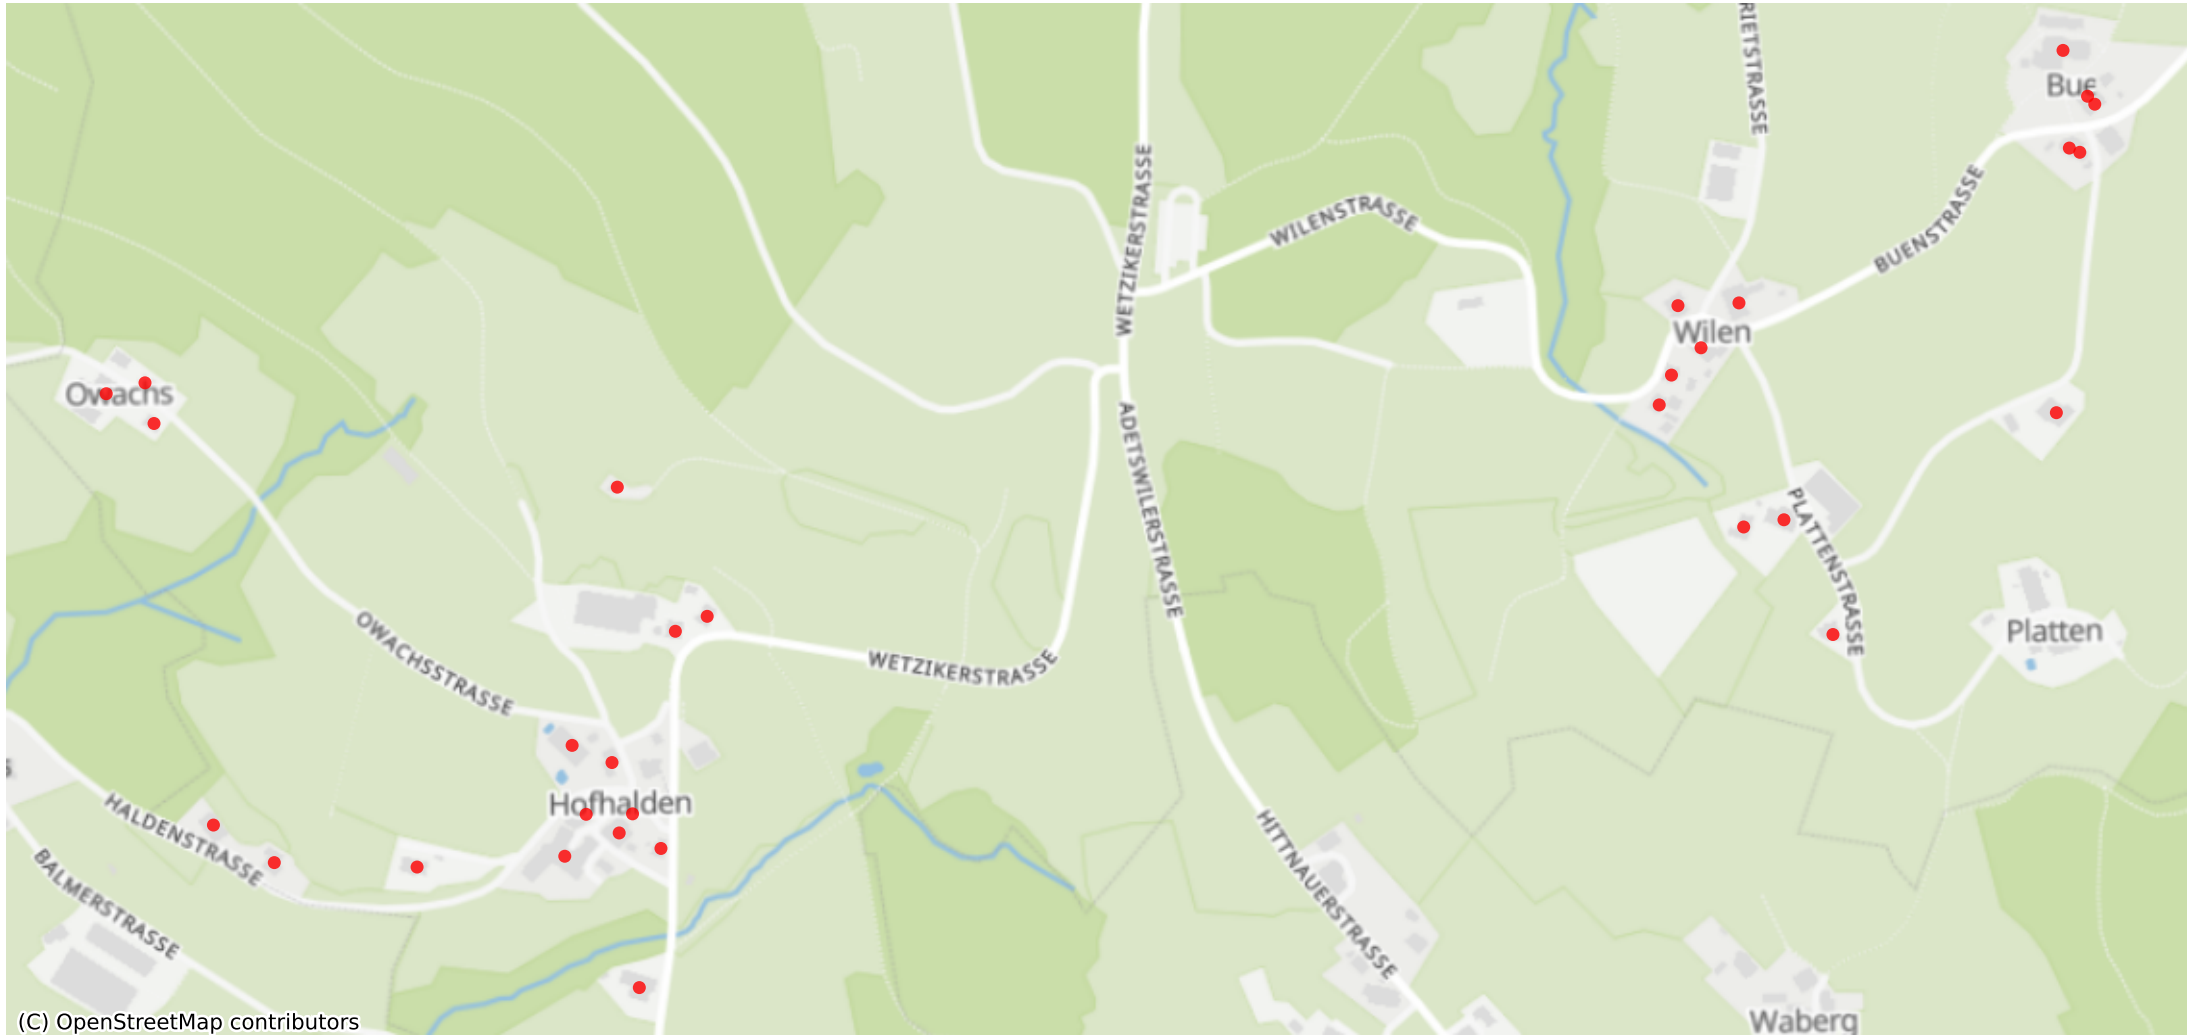 RIETSTRASSE
Bue
WETZIKERSTRASSE
WILENSTRASSE
BUENSTRASSE
Wilen
Owachs
ADETSWILERSTRASSE
PLATTENSTRASSE
OWACHSSTRASSE
Platten
WETZIKERSTRASSE
Hofhalden
HALDENSTRASSE
BALMERSTRASSE
HITTNAUERSTRASSE
Waberg
(C) OpenStreetMap contributors